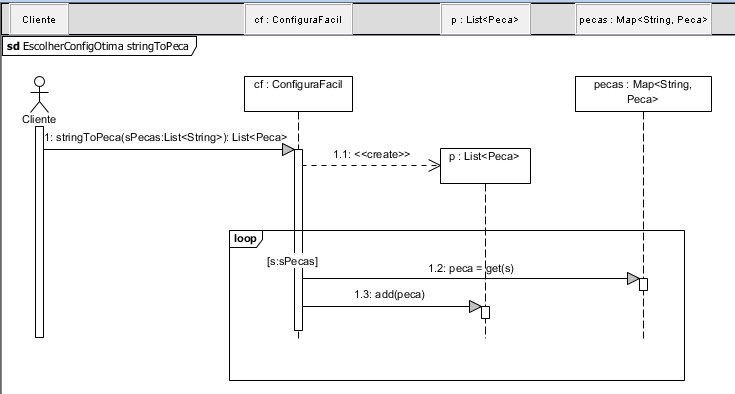 Cliente
cf : ConfiguraFacil
p : List<Peca>
pecas : Map<String, Peca>
sd EscolherConfigOtima stringToPeca
cf : ConfiguraFacil
pecas : Map<String,
Peca>
Cliente
1: stringToPeca(sPecas:List<String>): List<Peca>
1.1: <<create>>
p : List<Peca>
loop
[s:sPecas]
1.2: peca = get(s)
1.3: add(peca)